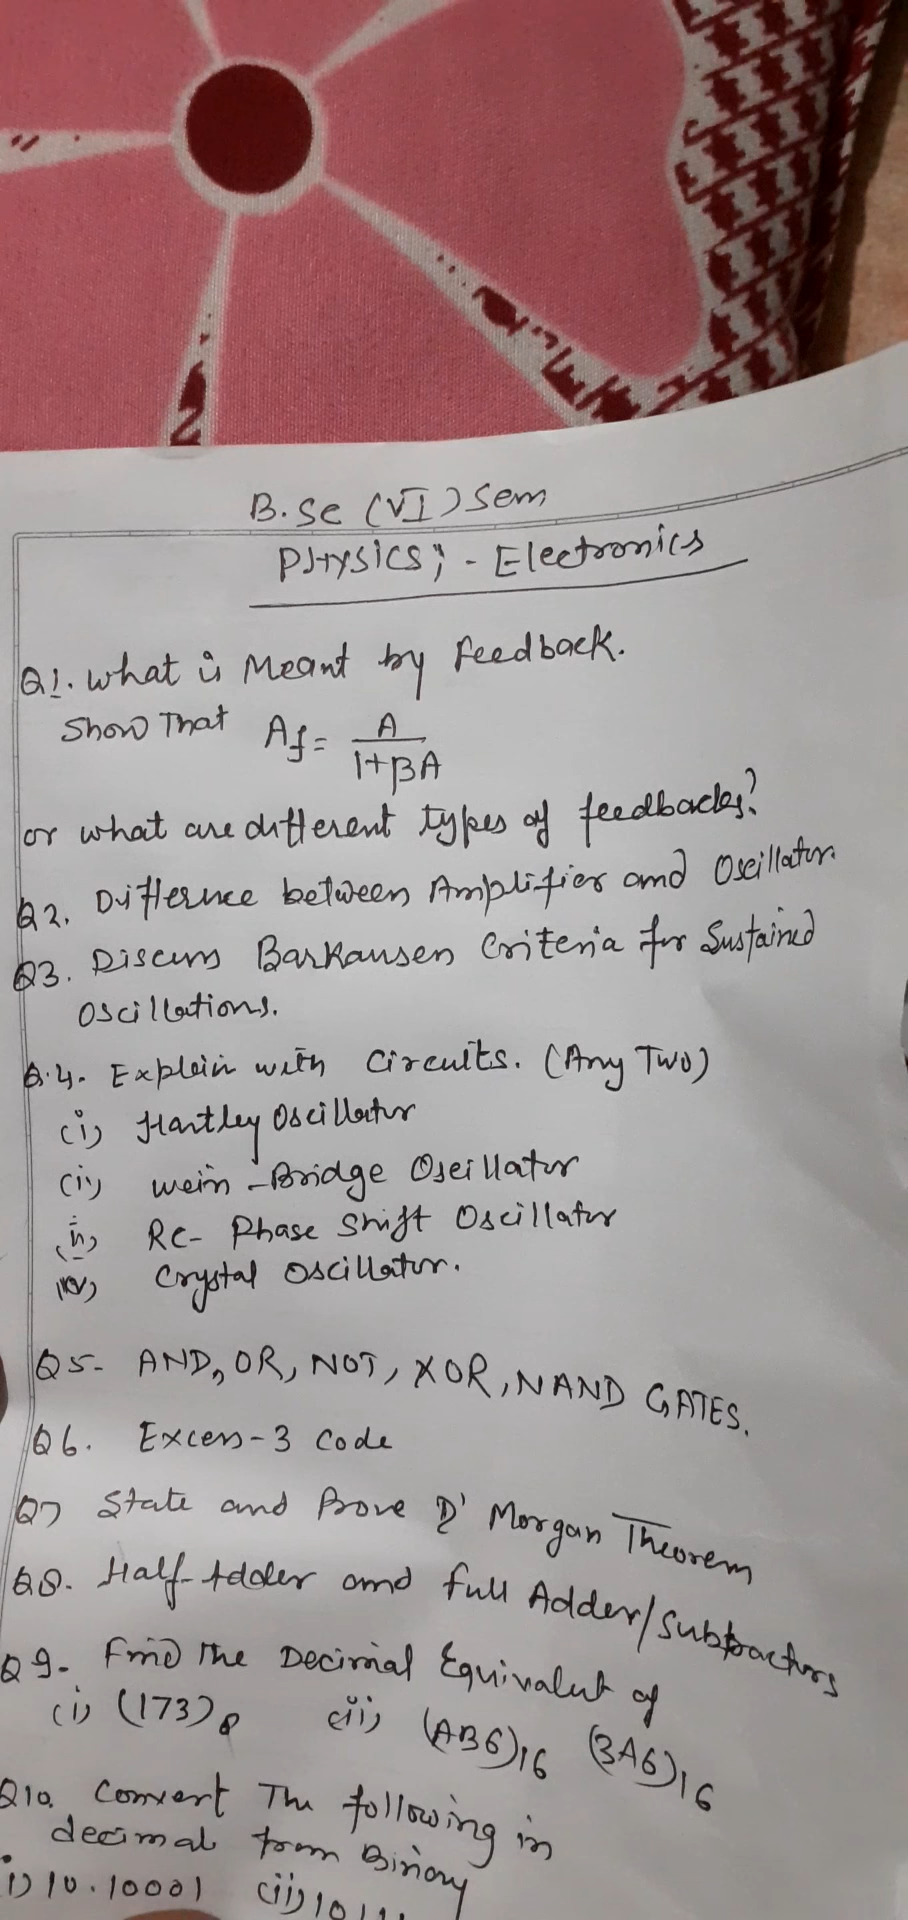 B.Sc (VI) Sem
PHYSICS; - Electronics
Q1. What is Meant by Feedback.
Show That Af = A / 1+βA
or what are different types of feedbacks?
Q2. Differnce between Amplifier and Oscillator.
Q3. Discuss Barkausen Criteria for Sustained
Oscillations.
Q.4. Explain with Circuits. (Any Two)
(i) Hartley Oscillator
(ii) wein-Bridge Oscillator
(iii) RC- Phase Shift Oscillator
(iv) Crystal Oscillator.
Q5- AND, OR, NOT, XOR, NAND GATES.
Q6. Excess-3 Code
Q7 State and Prove D' Morgan Theorem
Q8. Half-Adder and full Adder/Subtractors
Q9- Find The Decimal Equivalent of
(i) (173)8 (ii) (AB6)16 (3A6)16
Q10. Convert The following in
decimal from Binary
i) 10.10001 (ii)